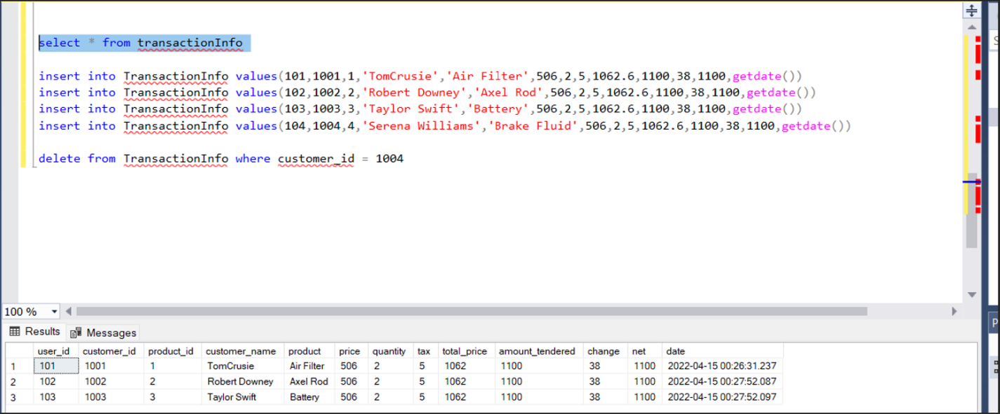 select * from transactionInfo
insert into TransactionInfo values(101,1001,1,'TomCrusie','Air Filter',506,2,5,1062.6,1100,38,1100,getdate())
insert into TransactionInfo values(102,1002,2,'Robert Downey','Axel Rod',506,2,5,1062.6,1100,38,1100,getdate())
insert into TransactionInfo values(103,1003,3,'Taylor Swift','Battery',506,2,5,1062.6,1100,38,1100,getdate())
insert into TransactionInfo values(104,1004,4,'Serena Williams','Brake Fluid',506,2,5,1062.6,1100,38,1100,getdate())
delete from TransactionInfo where customer_id = 1004
100 %
Results Messages
user_id customer_id product_id customer_name product price quantity tax total_price amount_tendered change net date
1 101 1001 1 TomCrusie Air Filter 506 2 5 1062 1100 38 1100 2022-04-15 00:26:31.237
2 102 1002 2 Robert Downey Axel Rod 506 2 5 1062 1100 38 1100 2022-04-15 00:27:52.087
3 103 1003 3 Taylor Swift Battery 506 2 5 1062 1100 38 1100 2022-04-15 00:27:52.097